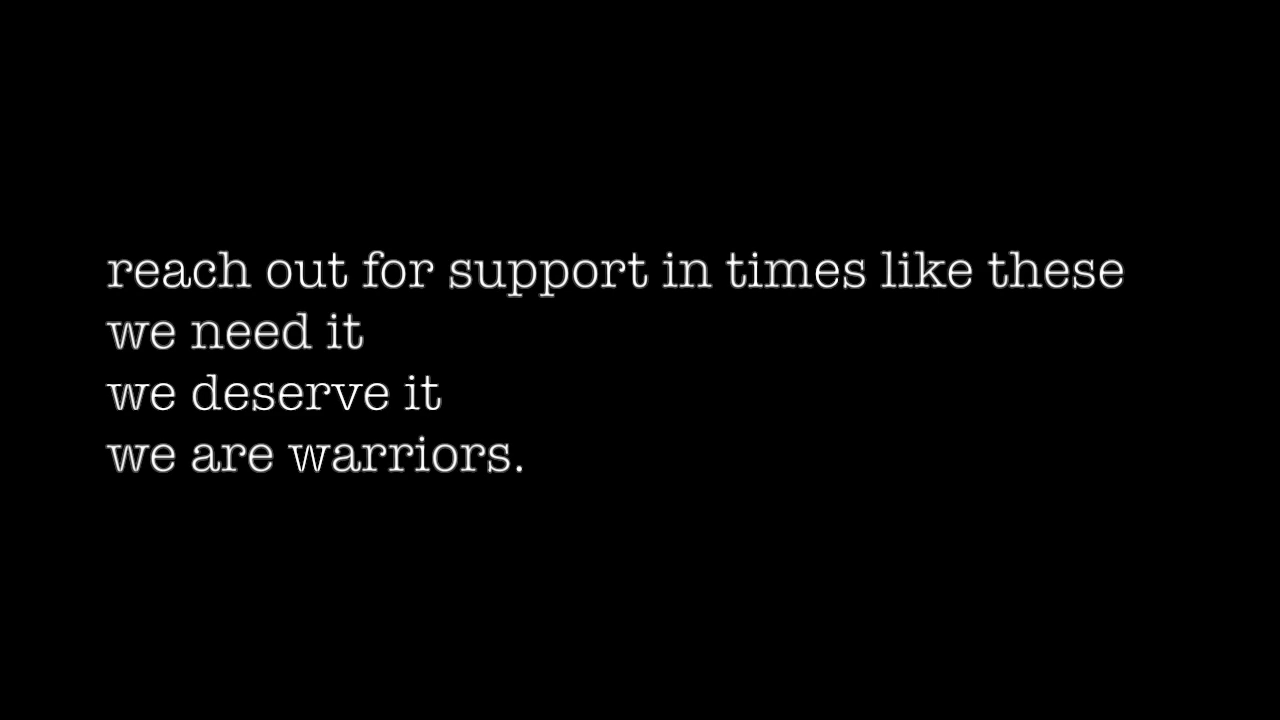 reach out for support in times like these
we need it
we deserve it
we are warriors.